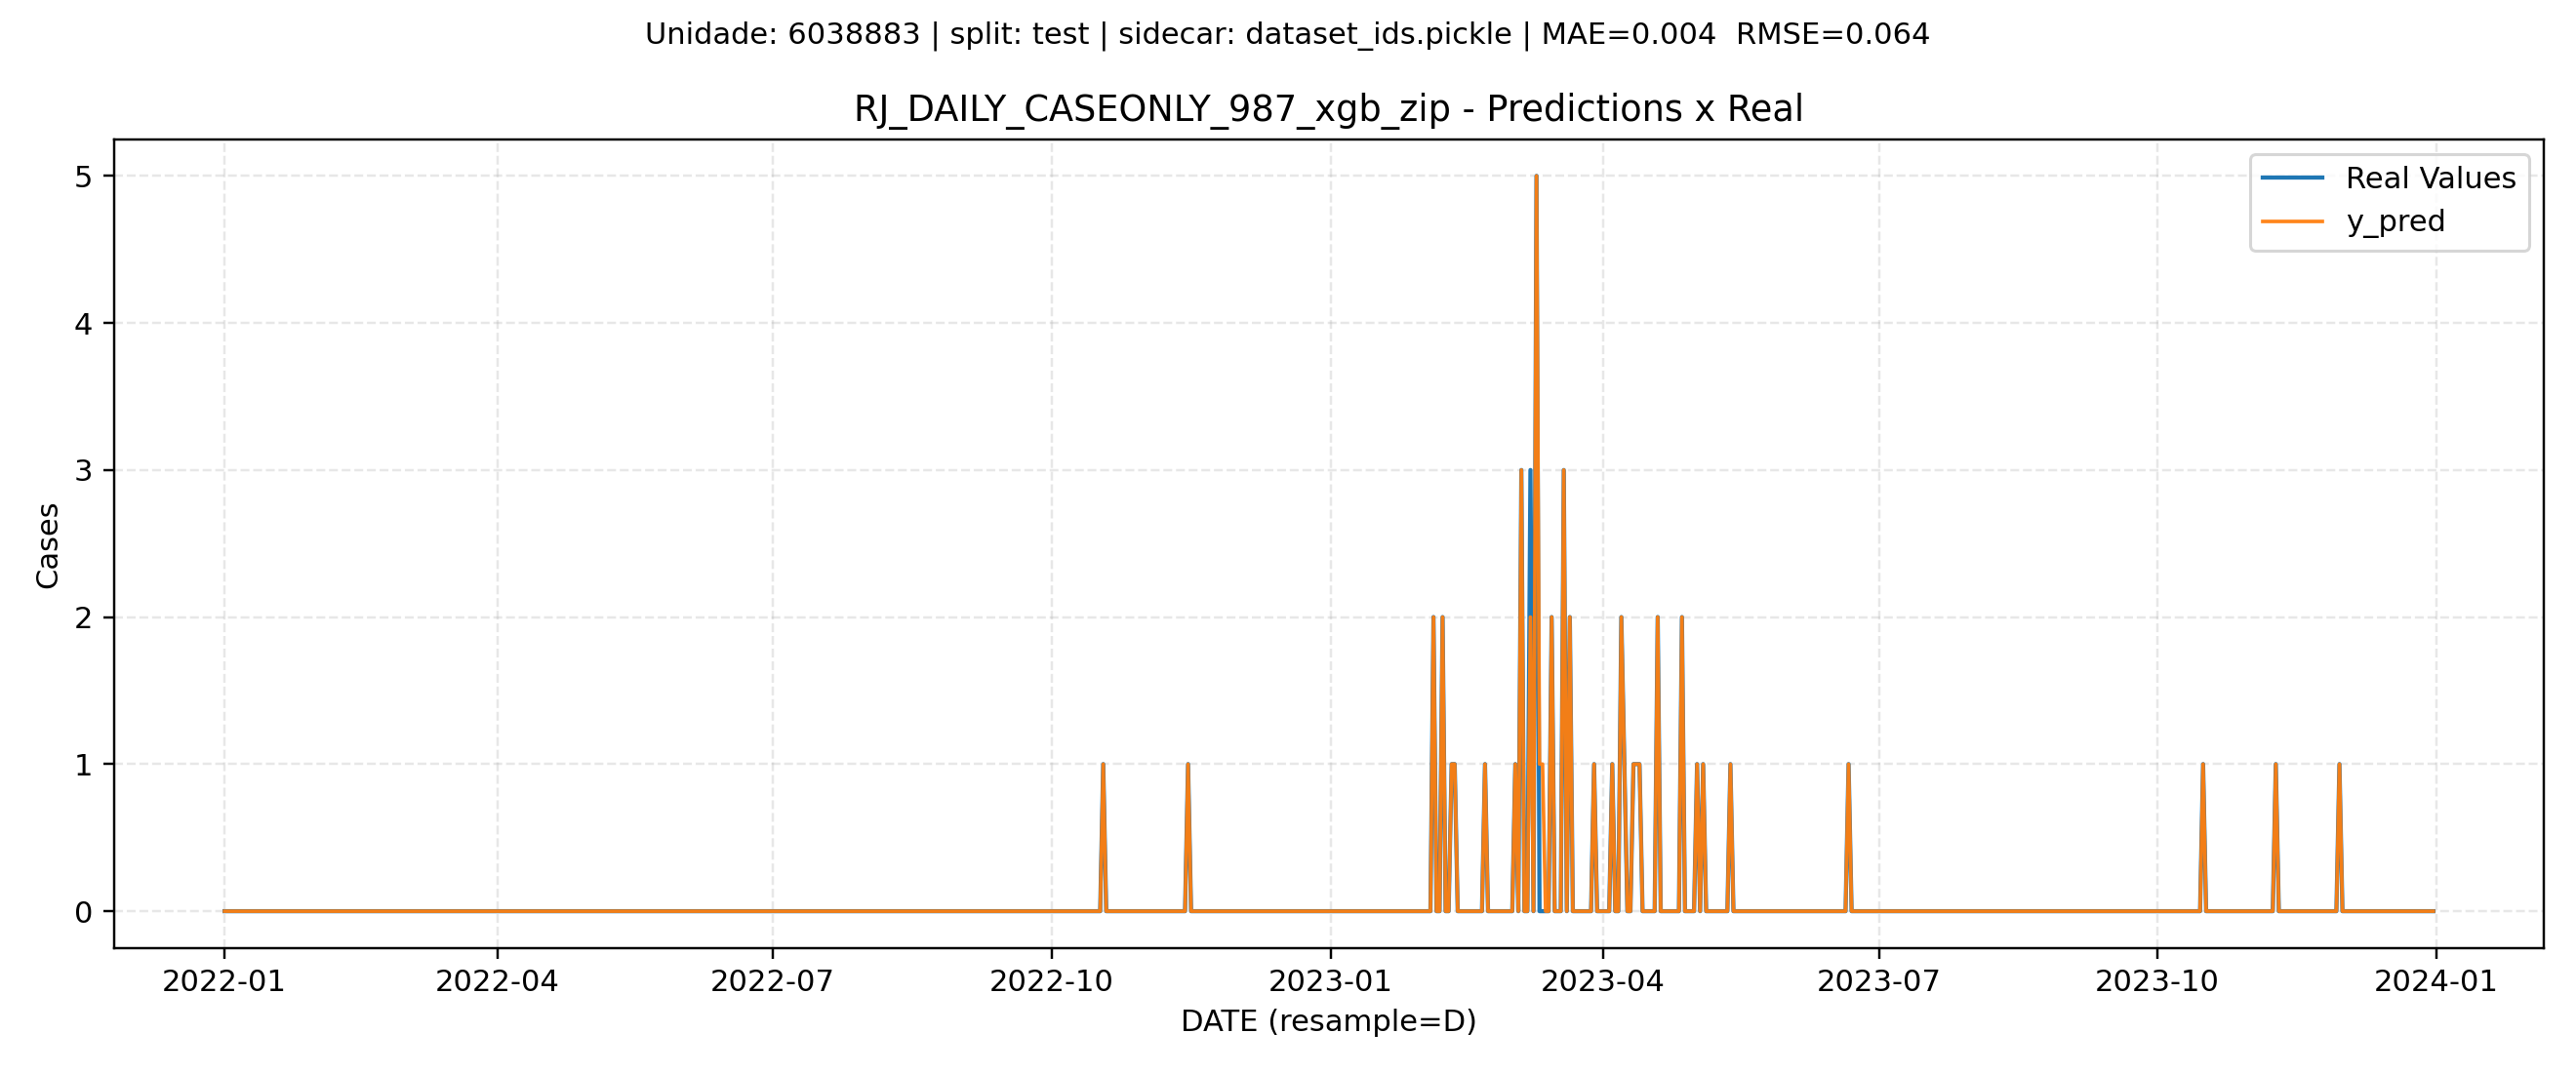 Unidade: 6038883 | split: test | sidecar: dataset_ids.pickle | MAE=0.004  RMSE=0.064
RJ_DAILY_CASEONLY_987_xgb_zip - Predictions x Real
Real Values
y_pred
5
4
3
2
1
0
Cases
2022-01
2022-04
2022-07
2022-10
2023-01
2023-04
2023-07
2023-10
2024-01
DATE (resample=D)